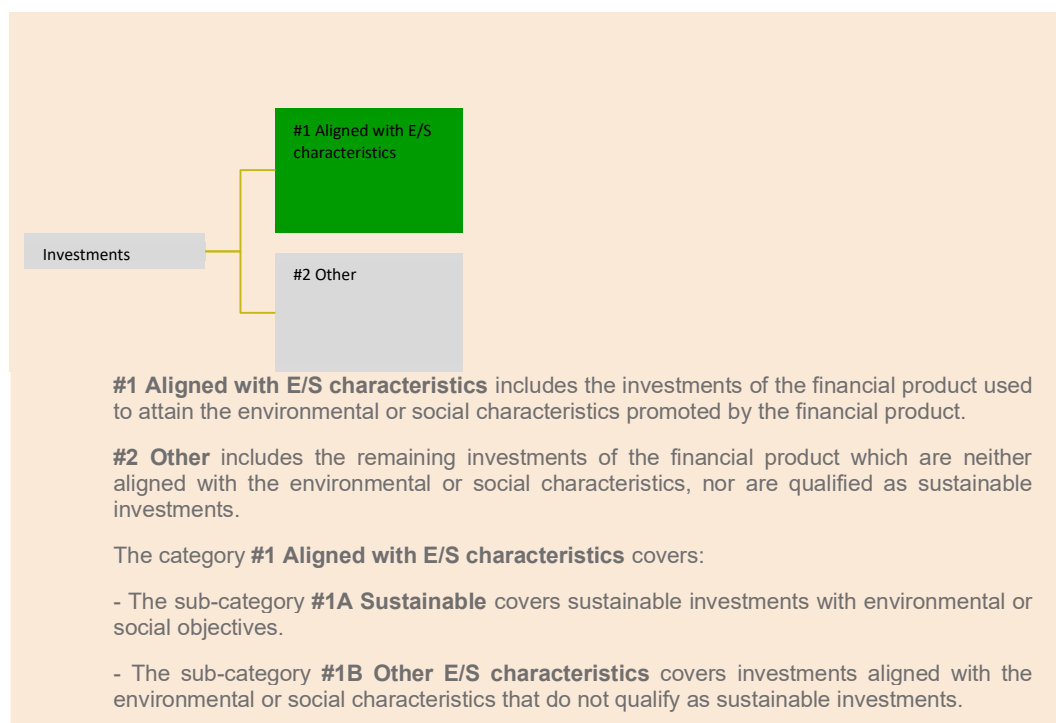 #1 Aligned with E/S
characteristics
Investments
#2 Other
#1 Aligned with E/S characteristics includes the investments of the financial product used
to attain the environmental or social characteristics promoted by the financial product.
#2 Other includes the remaining investments of the financial product which are neither
aligned with the environmental or social characteristics, nor are qualified as sustainable
investments.
The category #1 Aligned with E/S characteristics covers:
- The sub-category #1A Sustainable covers sustainable investments with environmental or
social objectives.
- The sub-category #1B Other E/S characteristics covers investments aligned with the
environmental or social characteristics that do not qualify as sustainable investments.